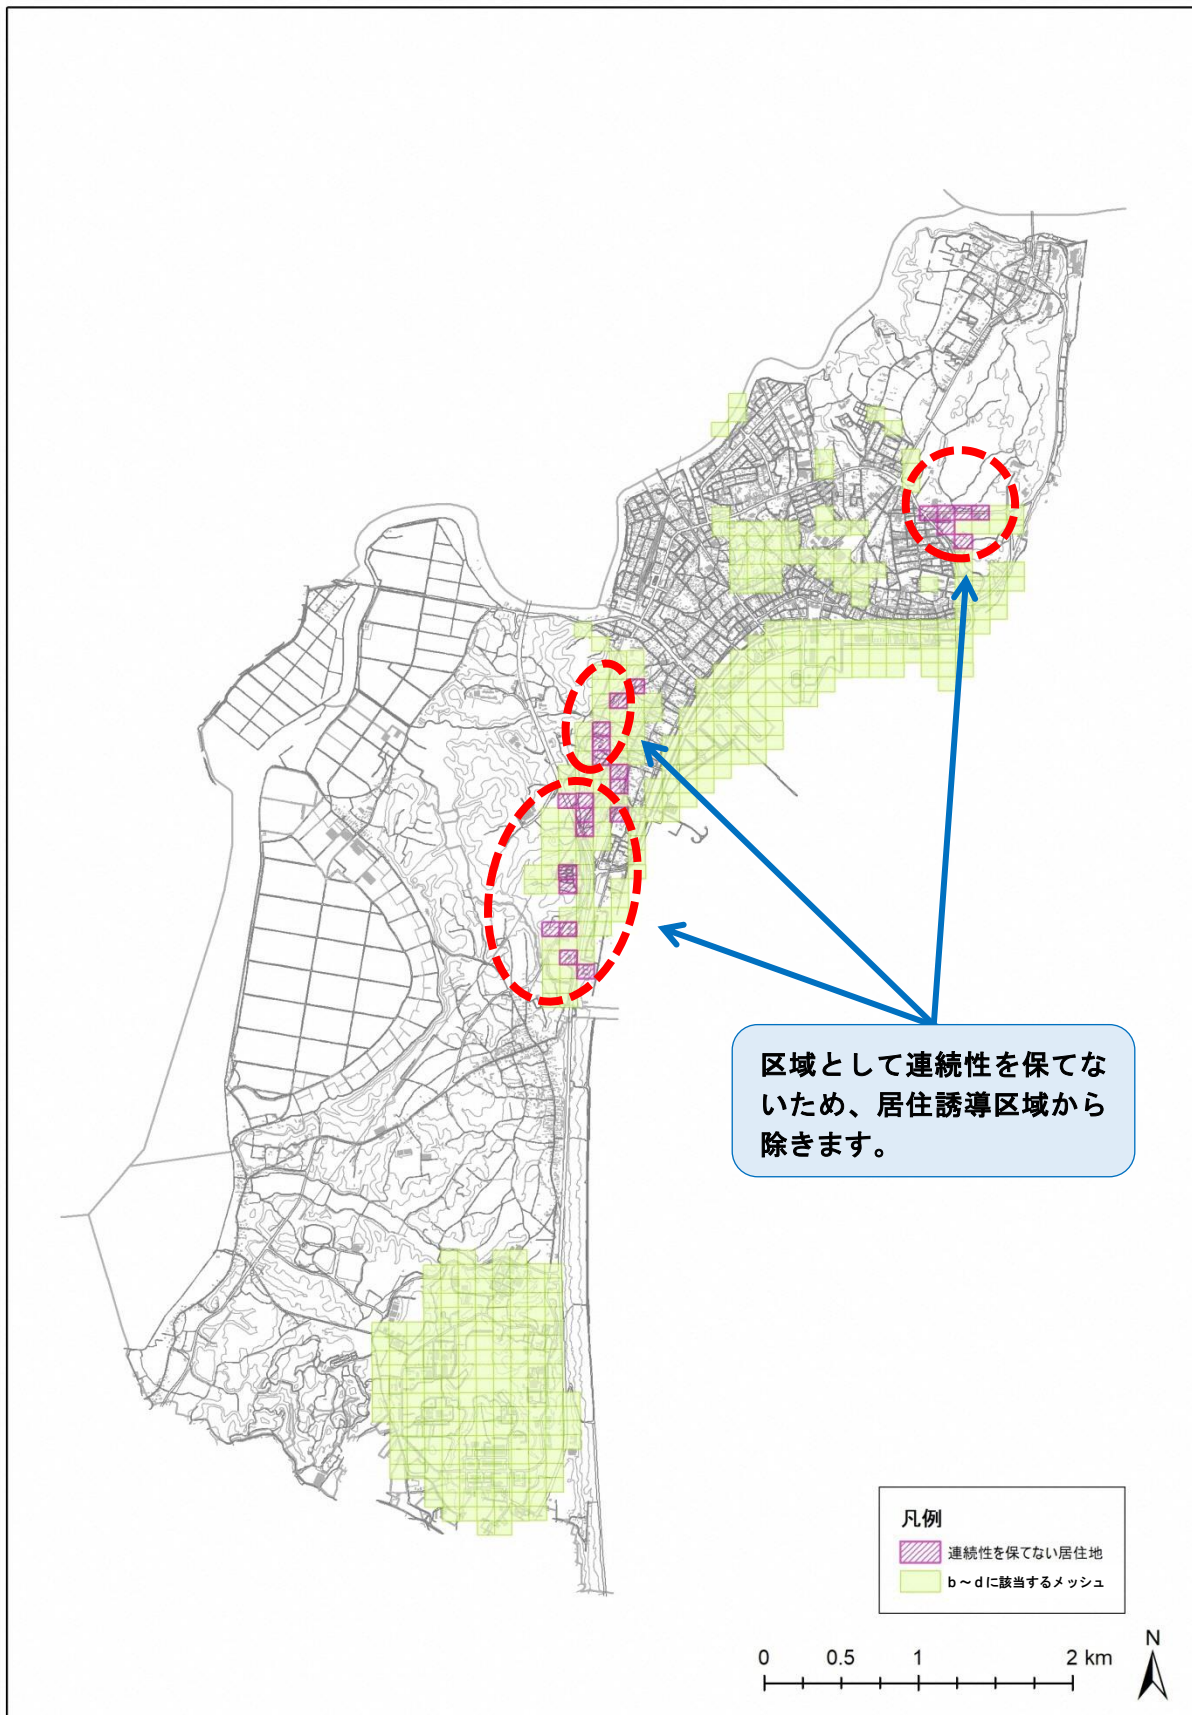 区域として連続性を保てな
いため、居住誘導区域から
除きます。
凡例
連続性を保てない居住地
b～dに該当するメッシュ
0 0.5 1 2 km
N